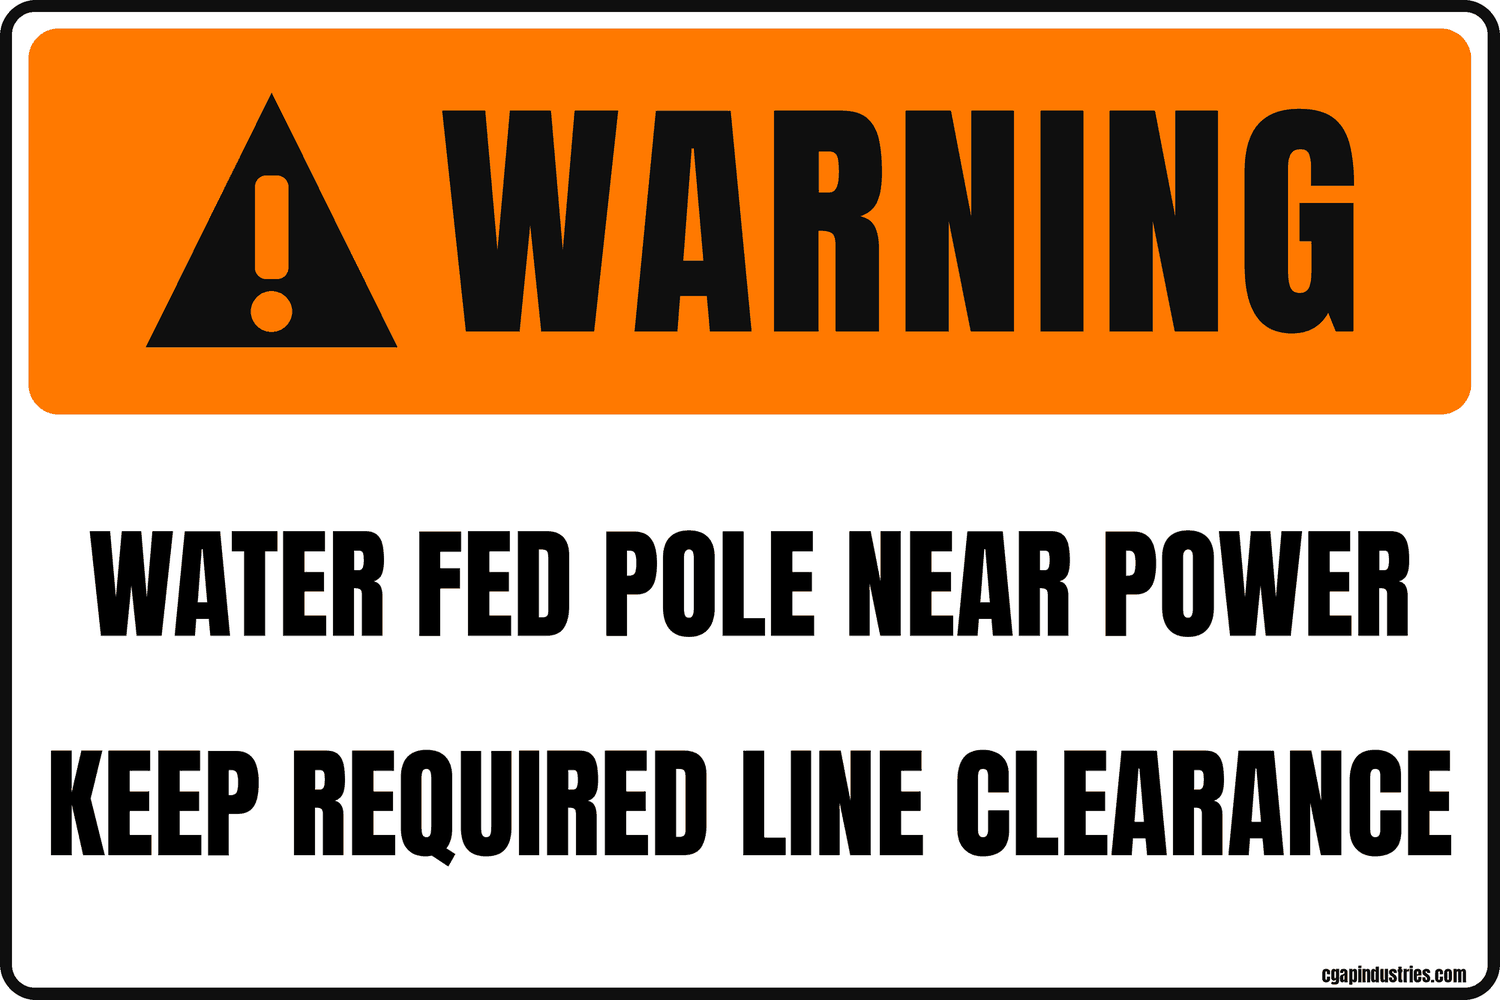 WARNING
WATER FED POLE NEAR POWER
KEEP REQUIRED LINE CLEARANCE
cgapindustries.com